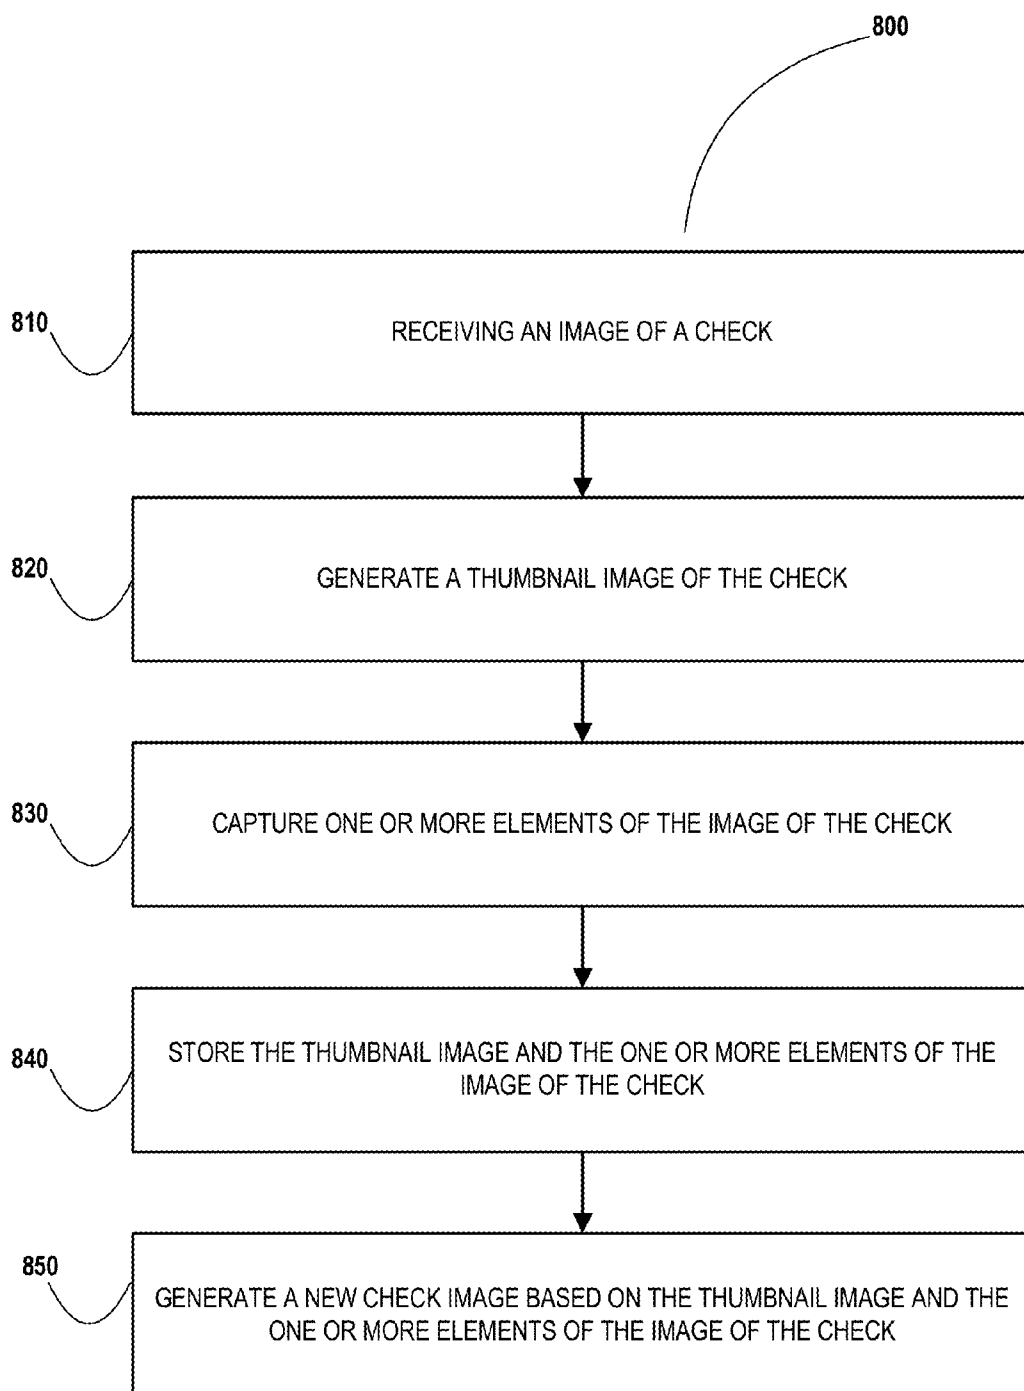 800
810
RECEIVING AN IMAGE OF A CHECK
820
GENERATE A THUMBNAIL IMAGE OF THE CHECK
830
CAPTURE ONE OR MORE ELEMENTS OF THE IMAGE OF THE CHECK
840
STORE THE THUMBNAIL IMAGE AND THE ONE OR MORE ELEMENTS OF THE
IMAGE OF THE CHECK
850
GENERATE A NEW CHECK IMAGE BASED ON THE THUMBNAIL IMAGE AND THE
ONE OR MORE ELEMENTS OF THE IMAGE OF THE CHECK